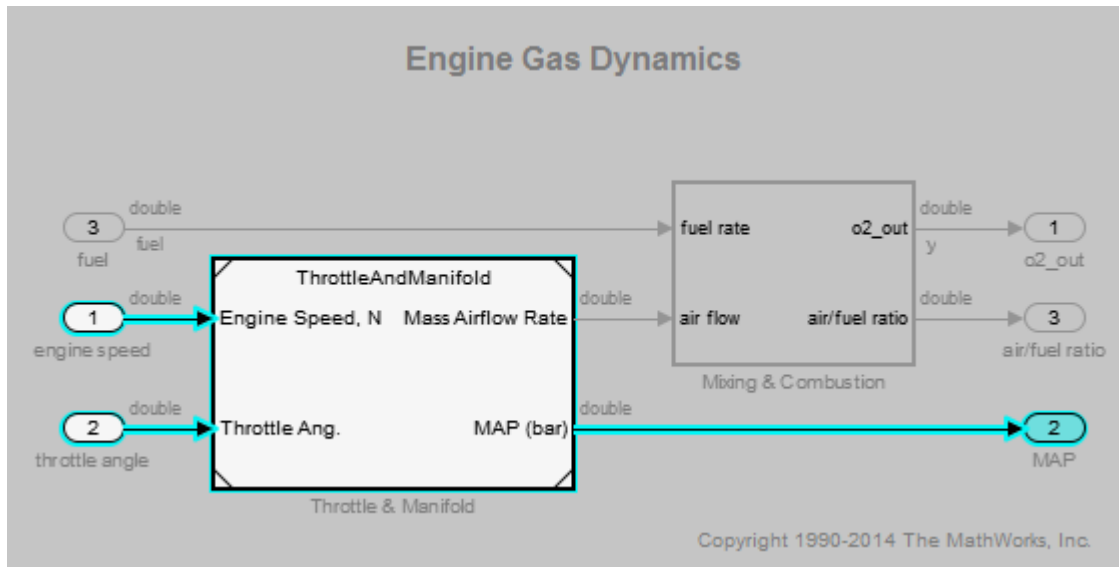 Engine Gas Dynamics
double
3
fuel
fuel
fuel rate
o2_out
double
1
y
o2_out
ThrottleAndManifold
double
1
engine speed
Engine Speed, N
Mass Airflow Rate
double
air flow
air/fuel ratio
double
3
air/fuel ratio
Mixing & Combustion
double
2
throttle angle
Throttle Ang.
MAP (bar)
double
2
MAP
Throttle & Manifold
Copyright 1990-2014 The MathWorks, Inc.